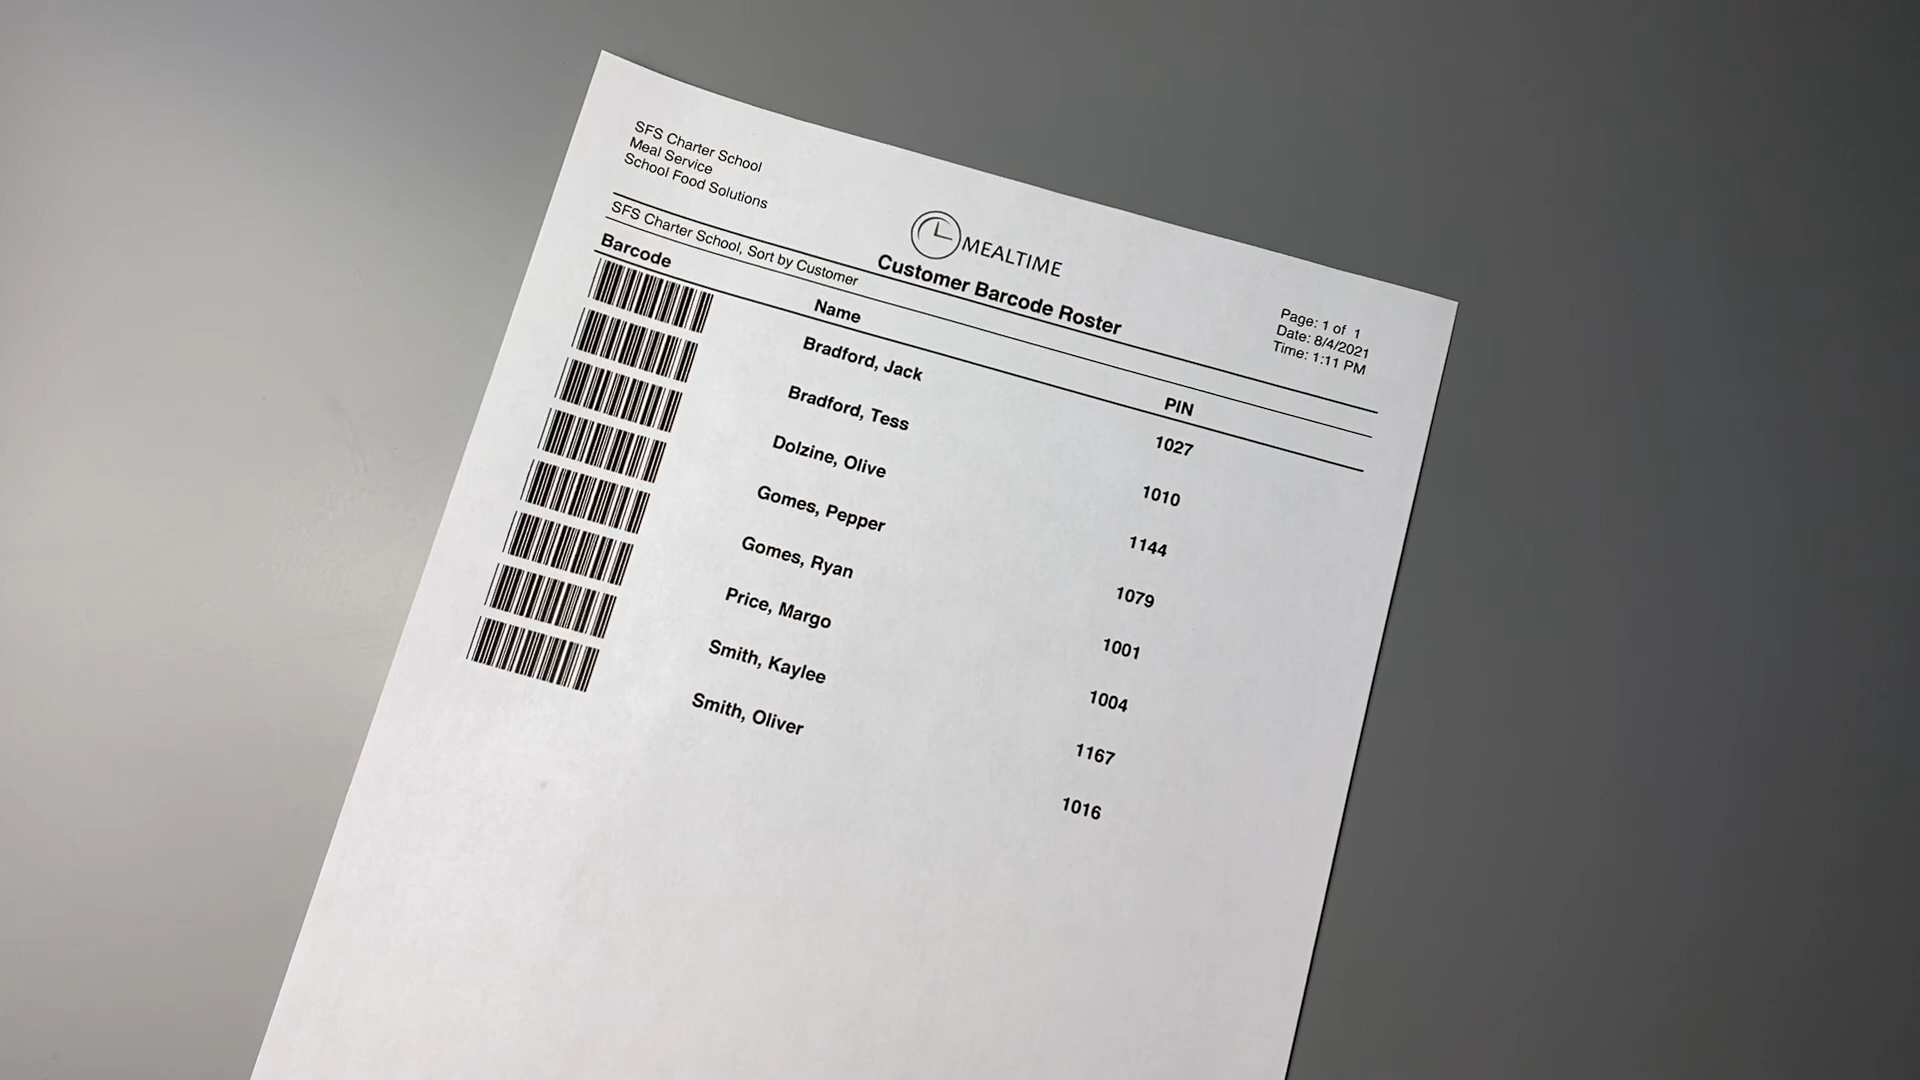 SFS Charter School
Meal Service
School Food Solutions
MEALTIME
Customer Barcode Roster
Page: 1 of 1
Date: 8/4/2021
Time: 1:11 PM
SFS Charter School, Sort by Customer
Barcode Name PIN
Bradford, Jack 1027
Bradford, Tess 1010
Dolzine, Olive 1144
Gomes, Pepper 1079
Gomes, Ryan 1001
Price, Margo 1004
Smith, Kaylee 1167
Smith, Oliver 1016